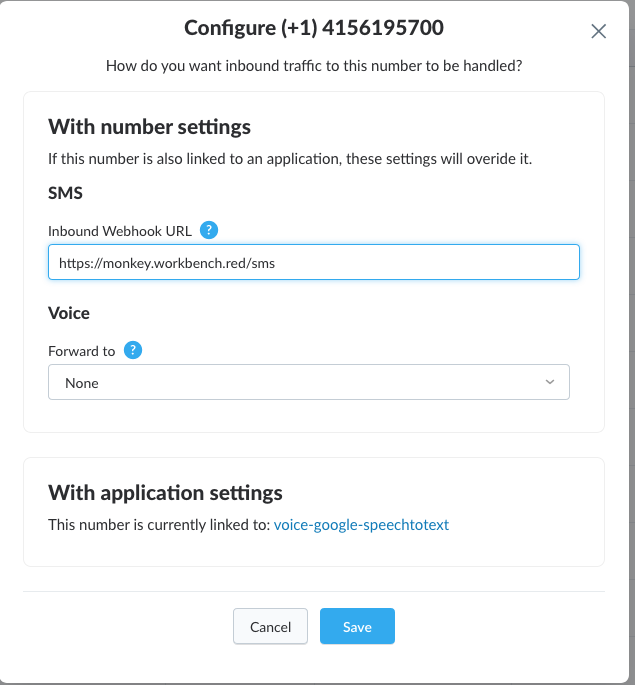 Configure (+1) 4156195700
How do you want inbound traffic to this number to be handled?
With number settings
If this number is also linked to an application, these settings will overide it.
SMS
Inbound Webhook URL ?
https://monkey.workbench.red/sms
Voice
Forward to ?
None
With application settings
This number is currently linked to: voice-google-speechtotext
Cancel Save